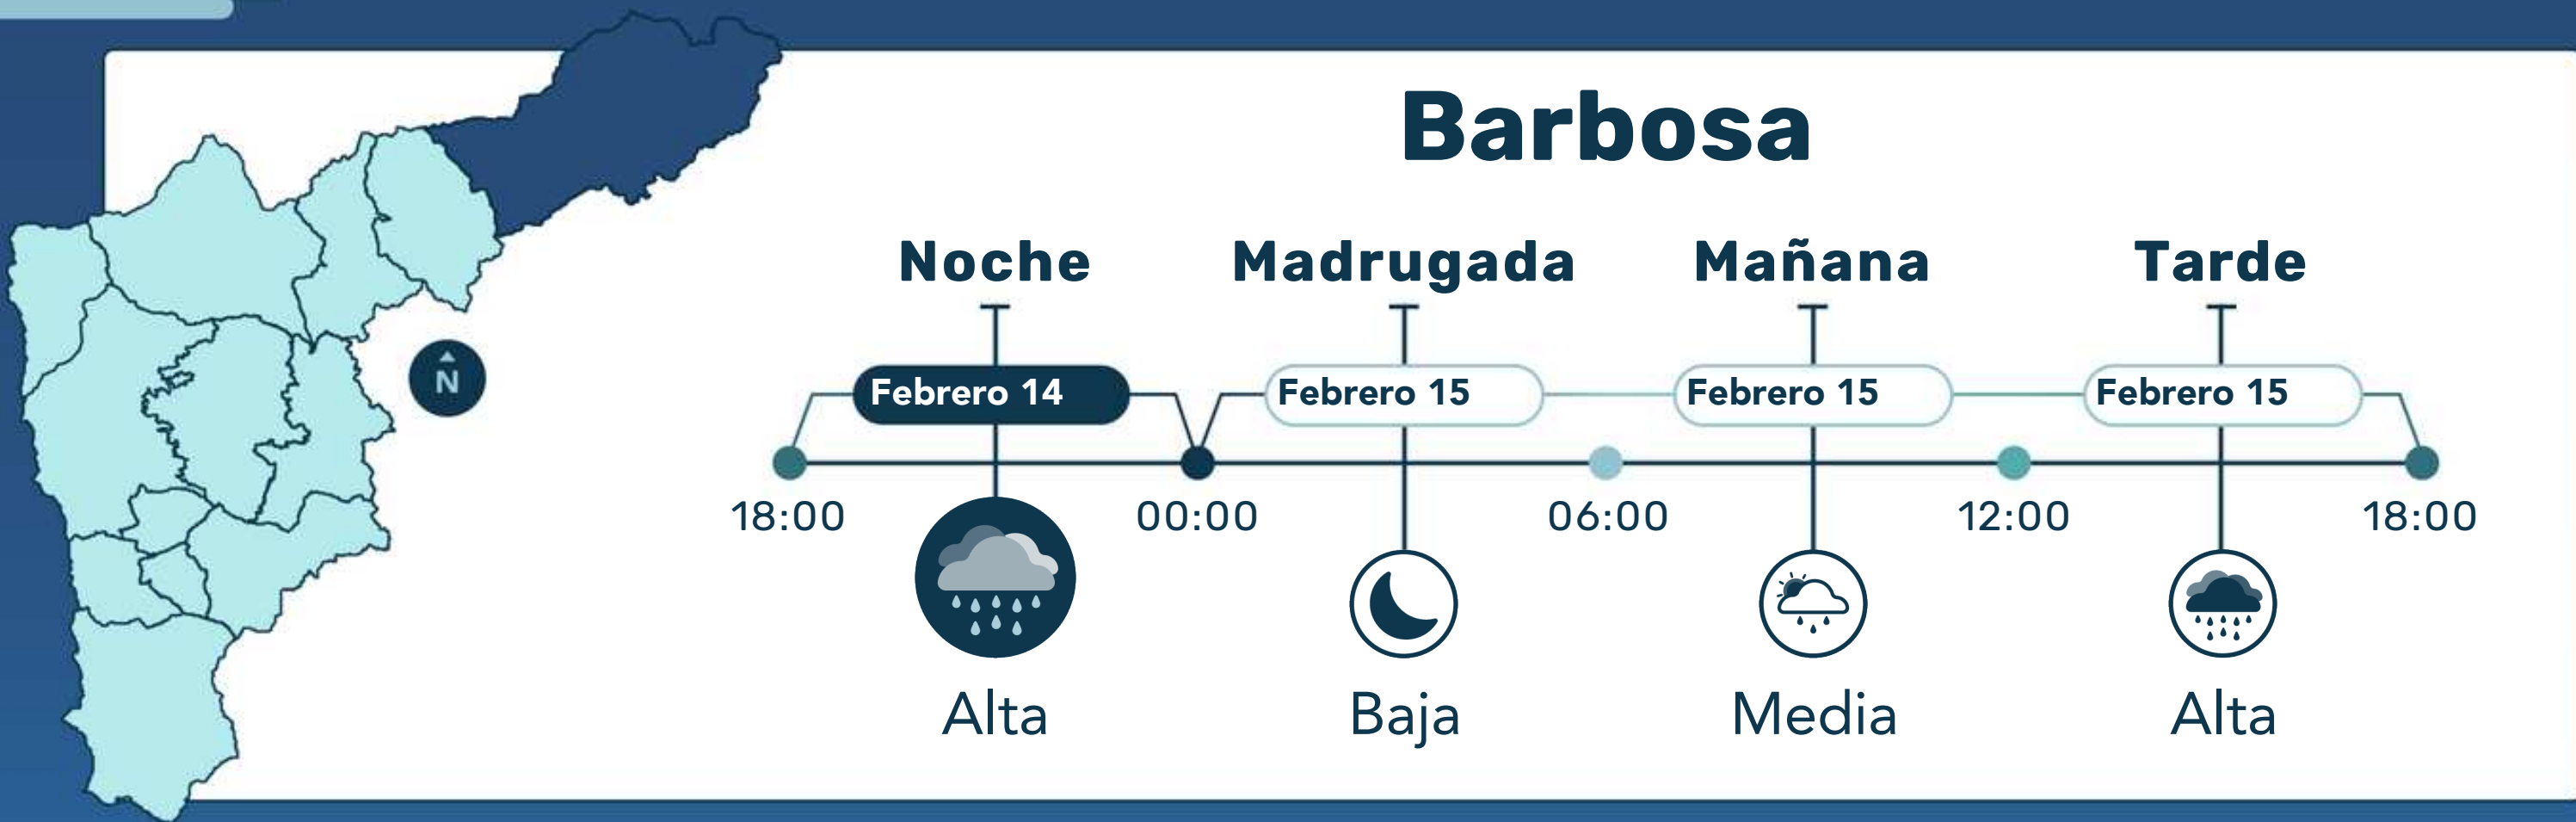 Barbosa
Noche Madrugada Mañana Tarde
Febrero 14 Febrero 15 Febrero 15 Febrero 15
N
18:00 00:00 06:00 12:00 18:00
Alta Baja Media Alta